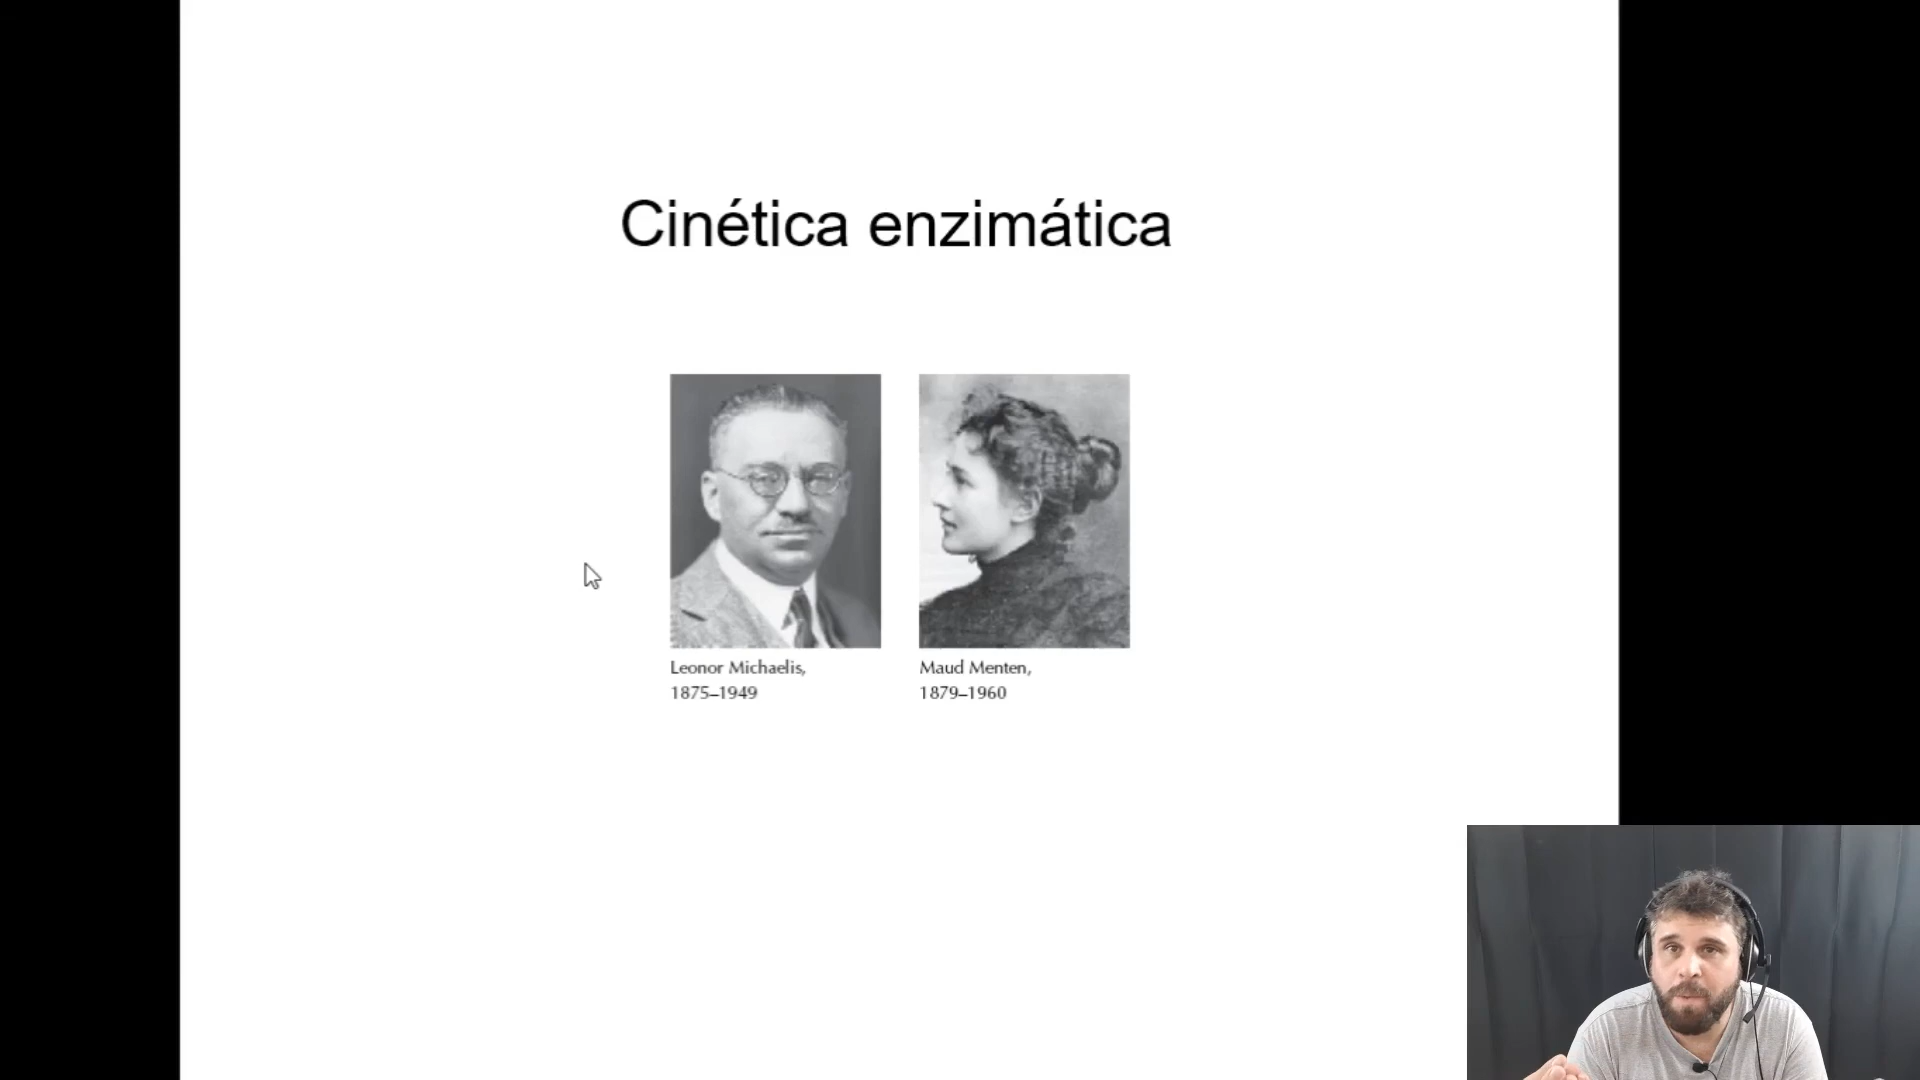 Cinética enzimática
Leonor Michaelis,
1875–1949
Maud Menten,
1879–1960